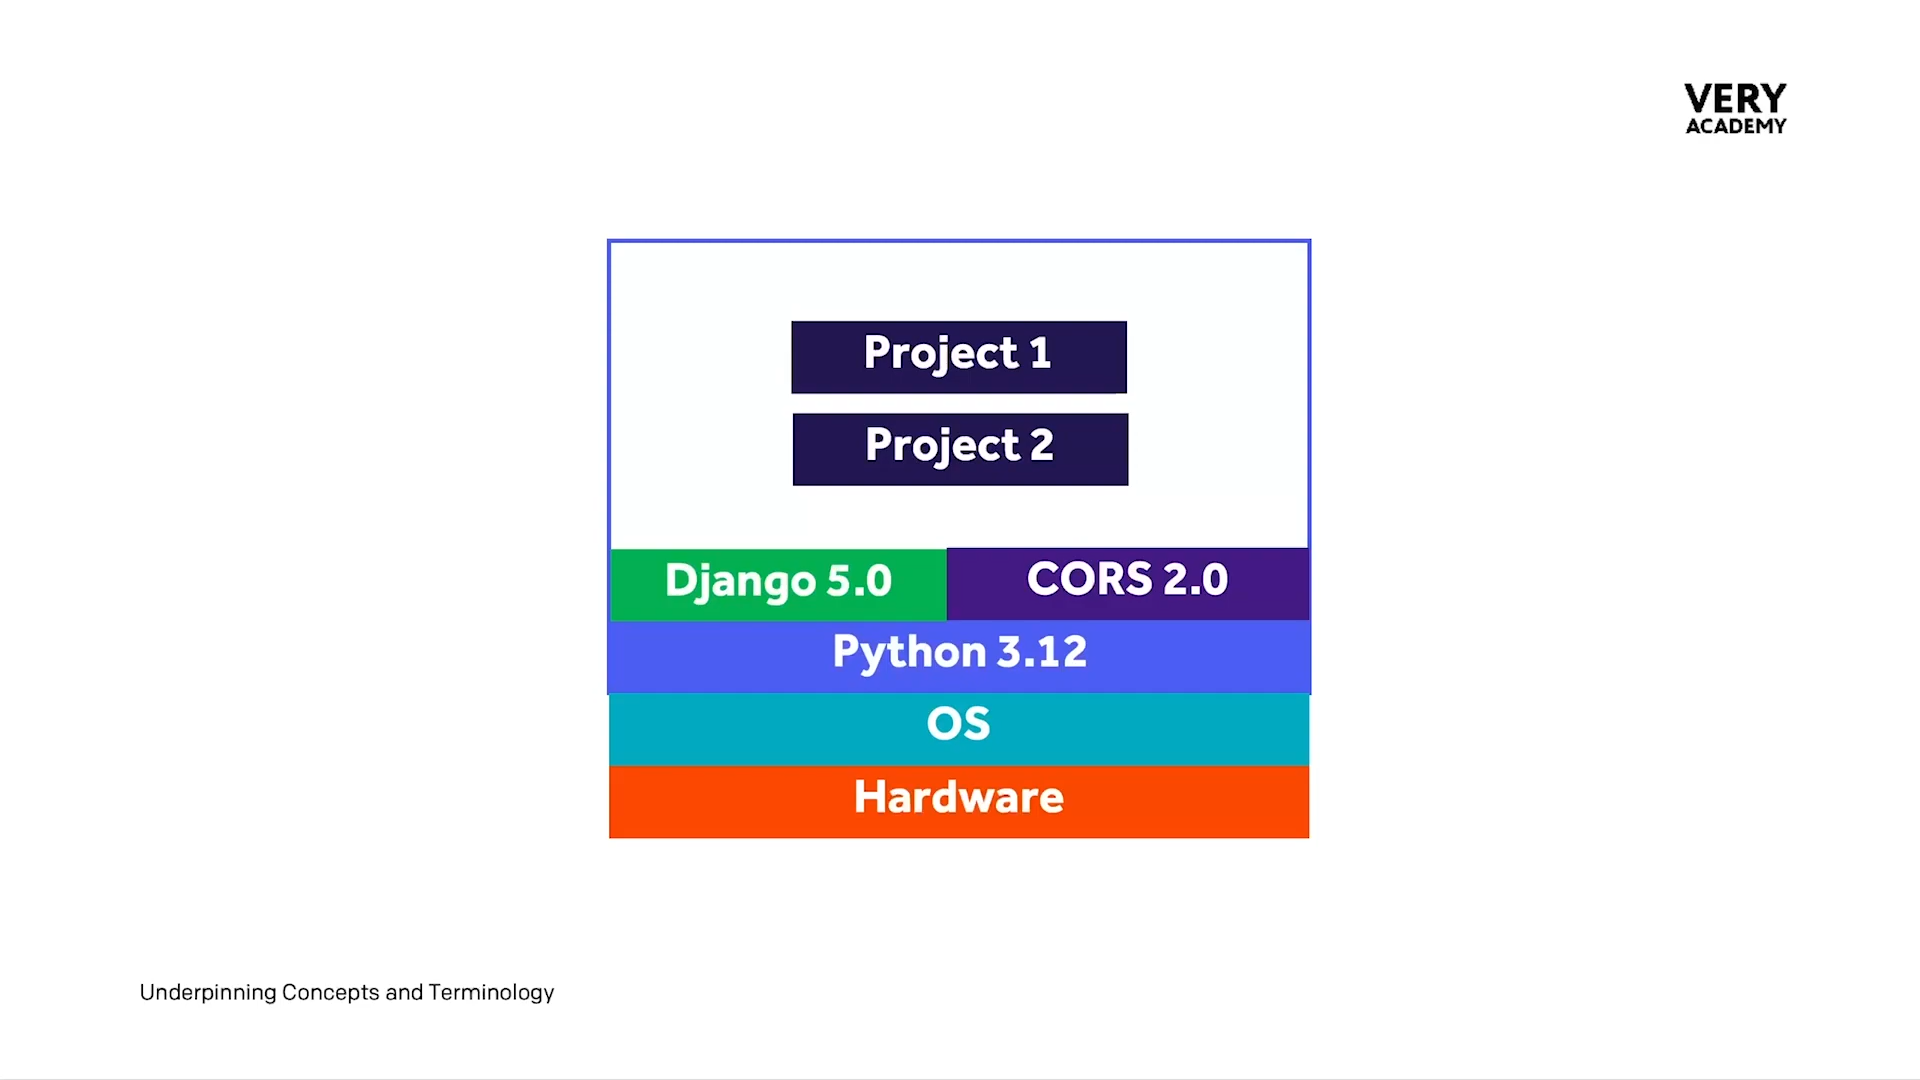 VERY
ACADEMY
Project 1
Project 2
Django 5.0
CORS 2.0
Python 3.12
OS
Hardware
Underpinning Concepts and Terminology